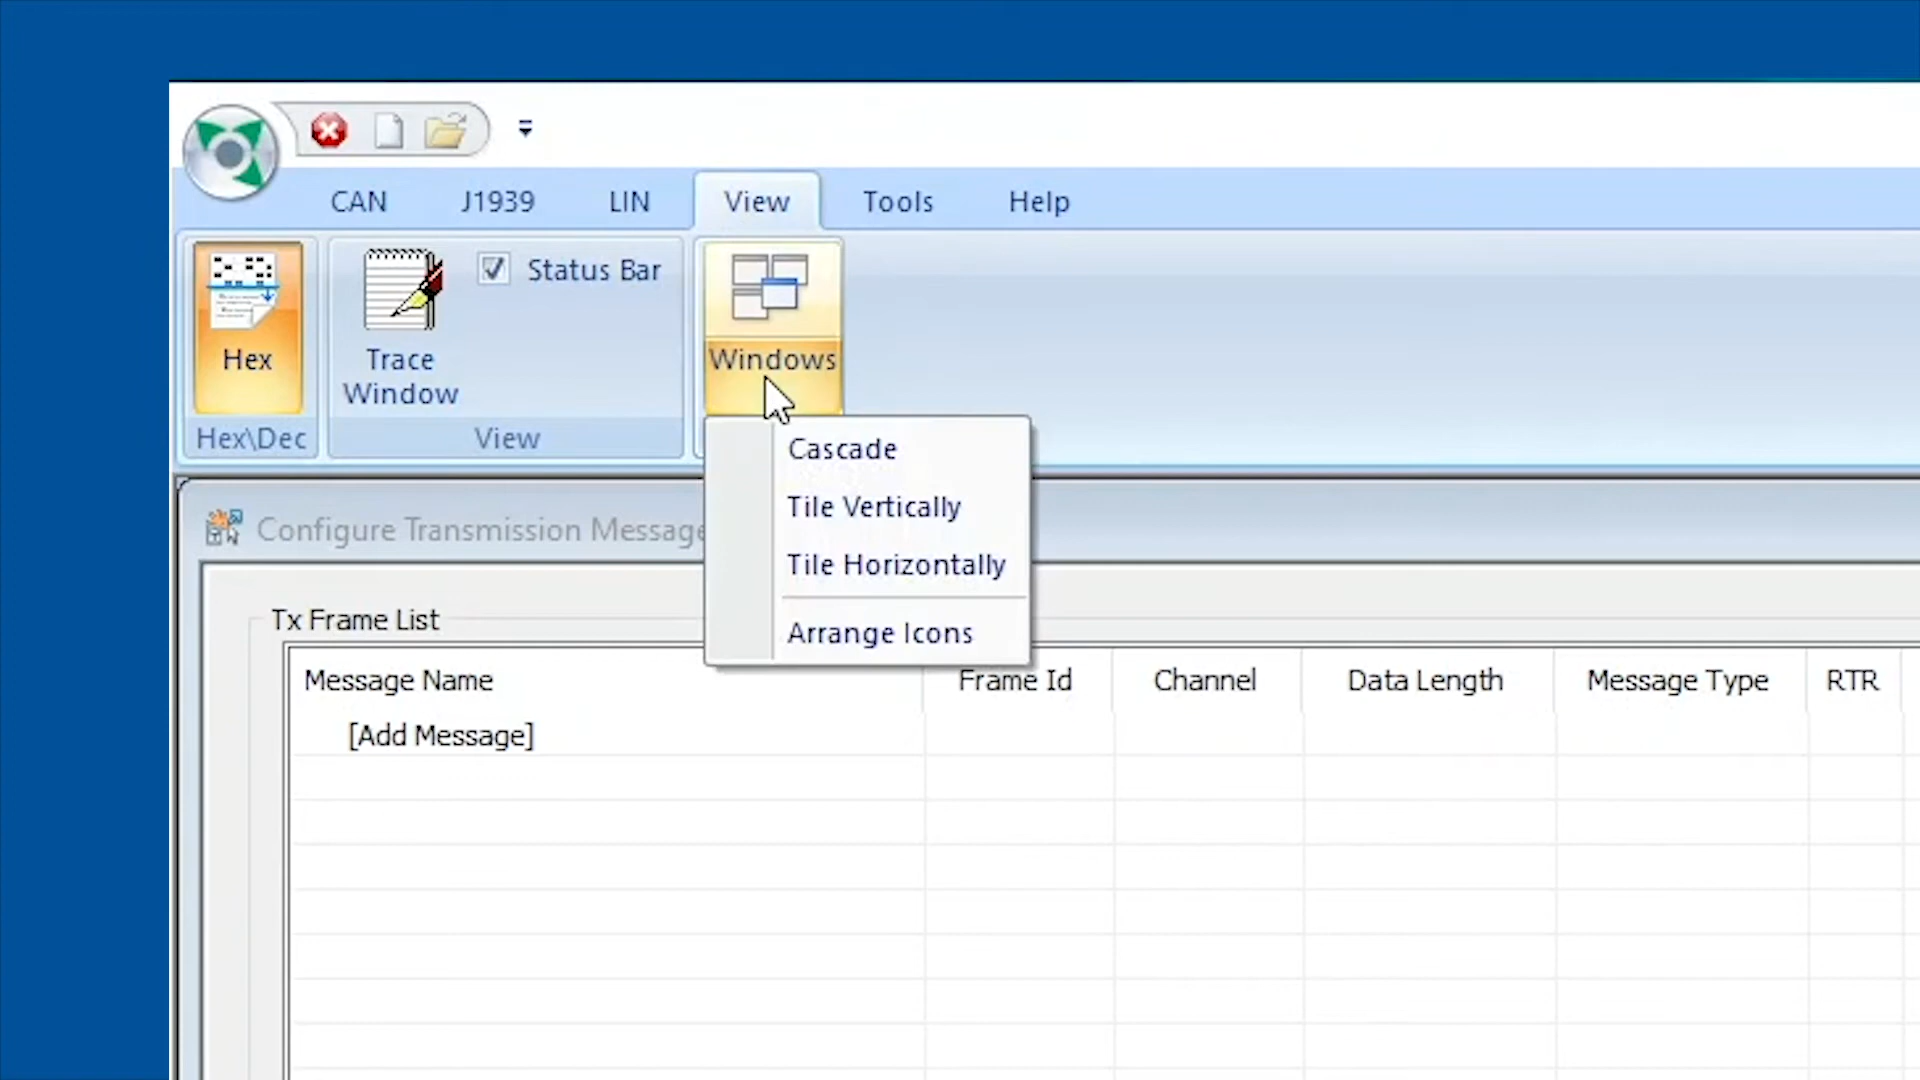 CAN J1939 LIN View Tools Help
Hex
Trace
Window
Status Bar
Windows
Hex\Dec
View
Cascade
Tile Vertically
Tile Horizontally
Arrange Icons
Configure Transmission Message
Tx Frame List
Message Name Frame Id Channel Data Length Message Type RTR
[Add Message]